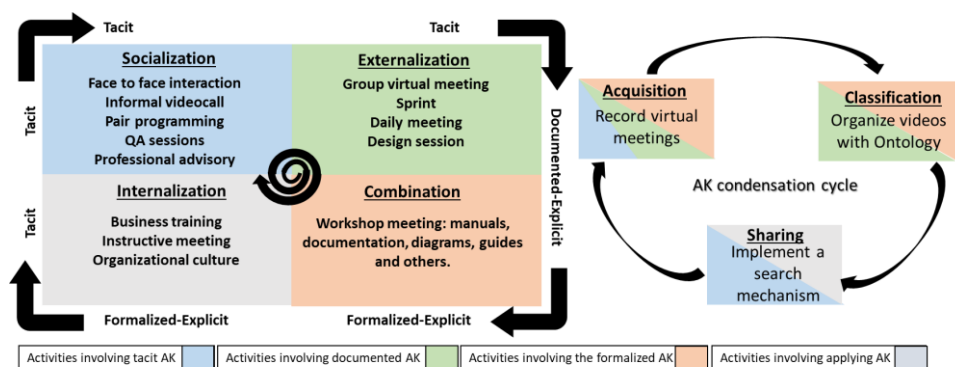 Tacit
Tacit
Socialization
Face to face interaction
Informal videocall
Pair programming
QA sessions
Professional advisory
Externalization
Group virtual meeting
Sprint
Daily meeting
Design session
Tacit
Documented-Explicit
Internalization
Business training
Instructive meeting
Organizational culture
Combination
Workshop meeting: manuals,
documentation, diagrams, guides
and others.
Tacit
Formalized-Explicit
Formalized-Explicit
Acquisition
Record virtual
meetings
Classification
Organize videos
with Ontology
AK condensation cycle
Sharing
Implement a
search
mechanism
Activities involving tacit AK
Activities involving documented AK
Activities involving the formalized AK
Activities involving applying AK